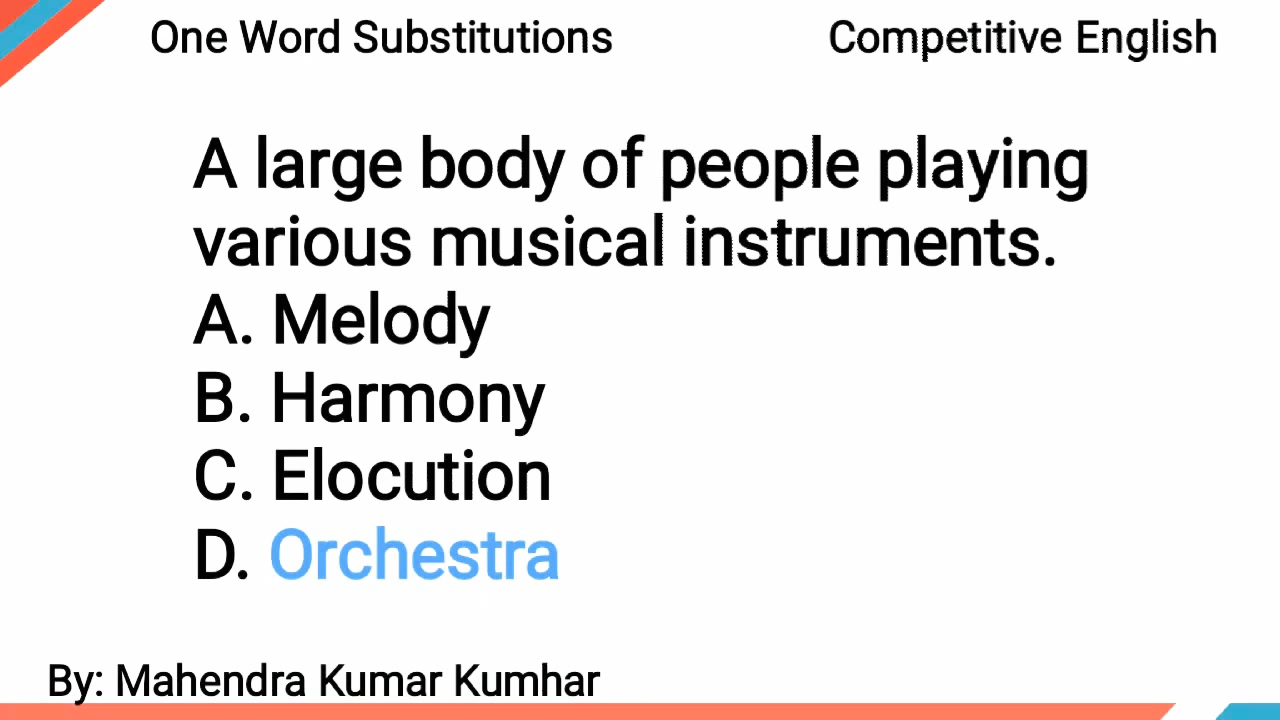 One Word Substitutions
Competitive English
A large body of people playing
various musical instruments.
A. Melody
B. Harmony
C. Elocution
D. Orchestra
By: Mahendra Kumar Kumhar